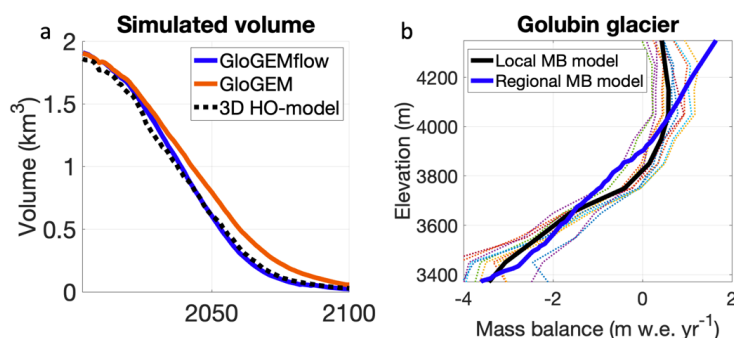 a
Simulated volume
GloGEMflow
GloGEM
3D HO-model
Volume (km³)
2
1.5
1
0.5
0
2050
2100
b
Golubin glacier
Local MB model
Regional MB model
Elevation (m)
4200
4000
3800
3600
3400
-4
-2
0
2
Mass balance (m w.e. yr⁻¹)